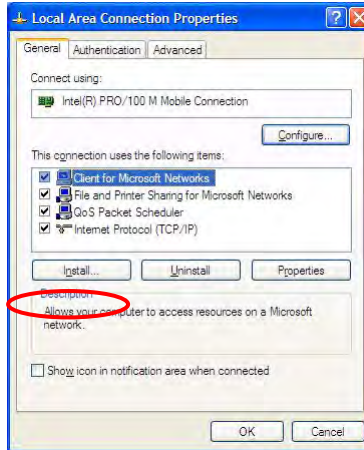 Local Area Connection Properties
General Authentication Advanced
Connect using:
Intel(R) PRO/100 M Mobile Connection
Configure...
This connection uses the following items:
Client for Microsoft Networks
File and Printer Sharing for Microsoft Networks
QoS Packet Scheduler
Internet Protocol (TCP/IP)
Install... Uninstall Properties
Description
Allows your computer to access resources on a Microsoft
network.
Show icon in notification area when connected
OK Cancel